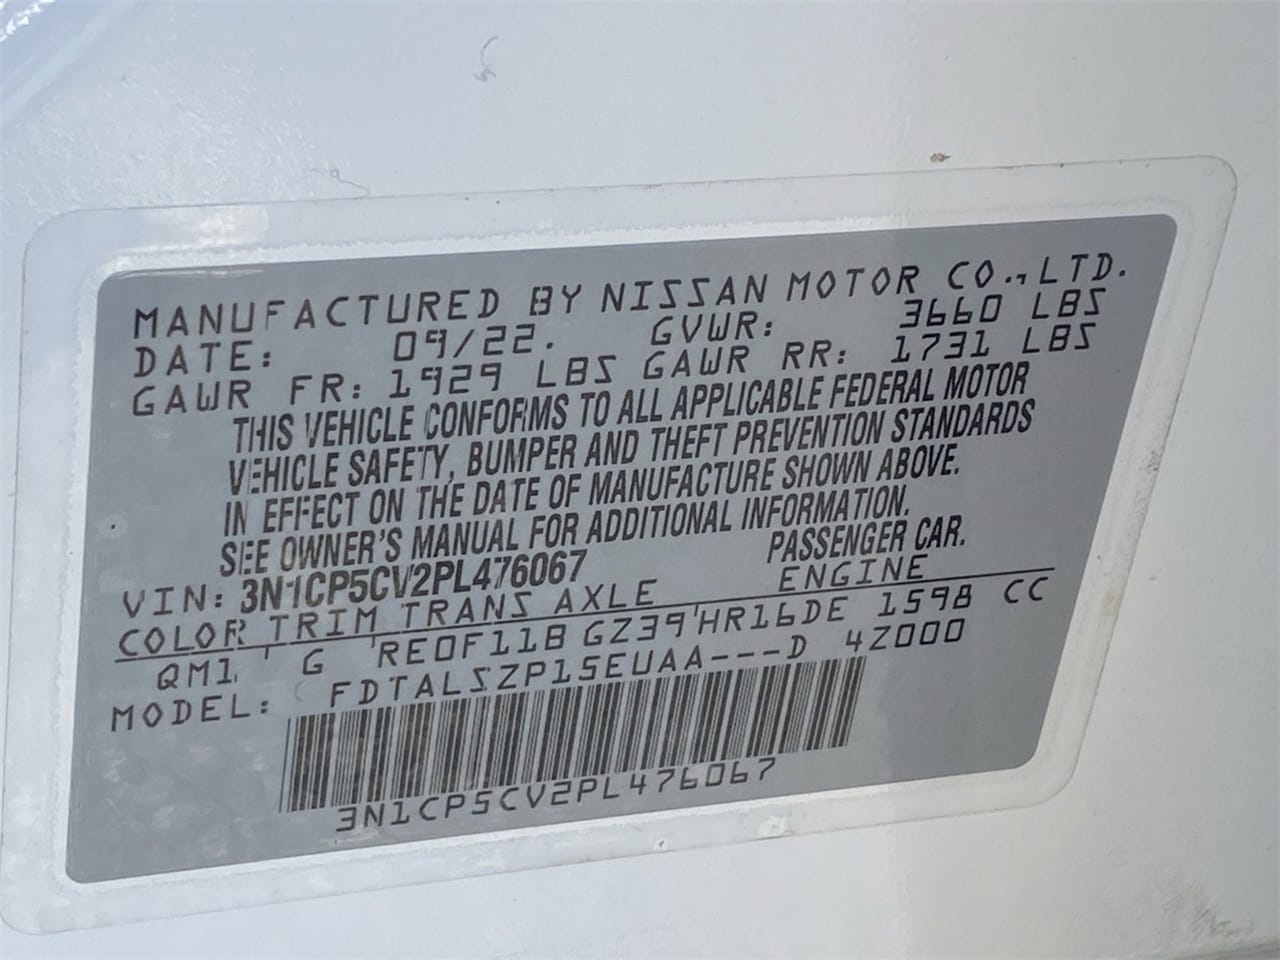 MANUFACTURED BY NISSAN MOTOR CO.,LTD.
DATE: 09/22. GVWR: 3660 LBS
GAWR FR: 1929 LBS GAWR RR: 1731 LBS
THIS VEHICLE CONFORMS TO ALL APPLICABLE FEDERAL MOTOR
VEHICLE SAFETY, BUMPER AND THEFT PREVENTION STANDARDS
IN EFFECT ON THE DATE OF MANUFACTURE SHOWN ABOVE.
SEE OWNER'S MANUAL FOR ADDITIONAL INFORMATION.
VIN: 3N1CP5CV2PL476067 PASSENGER CAR.
COLOR TRIM TRANS AXLE ENGINE
QM1 G RE0F11B GZ39 HR16DE 1598 CC
MODEL: FDTALSZP15EUAA---D 4Z000
3N1CP5CV2PL476067